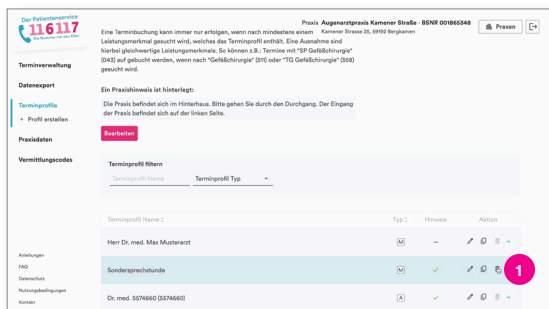 Der Patientenservice
116117
Die Nummer mit den Elfen
Praxis Augenarztpraxis Kamener Straße · BSNR 001865348
Kamener Strasse 25, 59192 Bergkamen
Praxen
Eine Terminbuchung kann immer nur erfolgen, wenn nach mindestens einem
Leistungsmerkmal gesucht wird, welches das Terminprofil enthält. Eine Ausnahme sind
hierbei gleichwertige Leistungsmerkmale. So können z.B.: Termine mit "SP Gefäßchirurgie"
(043) auf gebucht werden, wenn nach "Gefäßchirurgie" (511) oder "TG Gefäßchirurgie" (558)
gesucht wird.
Terminverwaltung
Datenexport
Terminprofile
+ Profil erstellen
Praxisdaten
Vermittlungscodes
Ein Praxishinweis ist hinterlegt:
Die Praxis befindet sich im Hinterhaus. Bitte gehen Sie durch den Durchgang. Der Eingang
der Praxis befindet sich auf der linken Seite.
Bearbeiten
Terminprofil filtern
Terminprofil Name Terminprofil Typ
Terminprofil Name Typ Hinweis Aktion
Herr Dr. med. Max Musterarzt M –
Sondersprechstunde M
1
Dr. med. 5574660 (5574660) A
Anleitungen
FAQ
Datenschutz
Nutzungsbedingungen
Kontakt